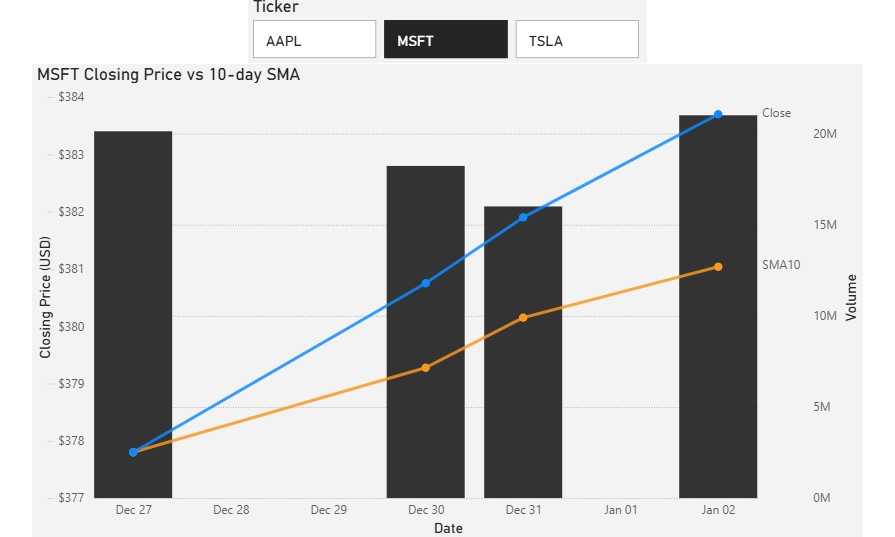 Ticker
AAPL MSFT TSLA
MSFT Closing Price vs 10-day SMA
$384
$383
$382
$381
$380
$379
$378
$377
Closing Price (USD)
Close
SMA10
20M
15M
10M
5M
0M
Volume
Dec 27 Dec 28 Dec 29 Dec 30 Dec 31 Jan 01 Jan 02
Date